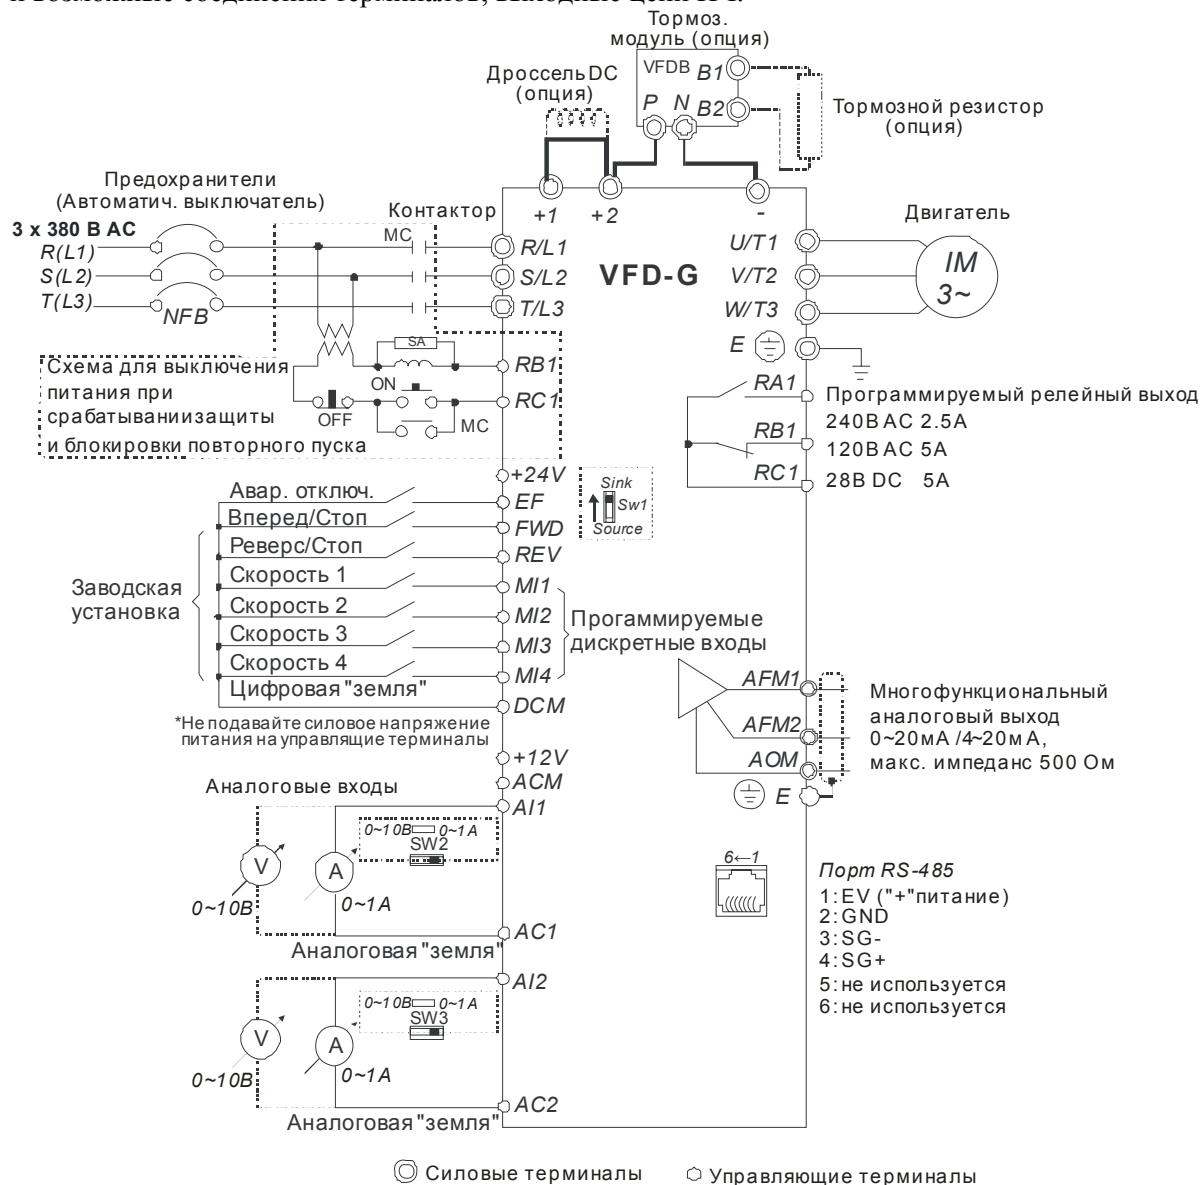 и возможные соединения терминалов, выходные цепи ПЧ.
Тормоз.
модуль (опция)
Дроссель DC
(опция)
VFDB B1
P N B2
Тормозной резистор
(опция)
Предохранители
(Автоматич. выключатель)
Контактор
+1 +2 -
Двигатель
3 x 380 В AC
MC
R(L1)
S(L2)
T(L3)
NFB
R/L1
S/L2
T/L3
VFD-G
U/T1
V/T2
W/T3
IM
3~
E
SA
Схема для выключения
питания при
срабатывании защиты
и блокировки повторного пуска
ON
OFF
MC
RB1
RC1
RA1
RB1
RC1
Программируемый релейный выход
240В AC 2.5A
120В AC 5A
28В DC 5A
+24V
Авар. отключ.
EF
Вперед/Стоп
FWD
Реверс/Стоп
REV
Скорость 1
MI1
Скорость 2
MI2
Скорость 3
MI3
Скорость 4
MI4
Цифровая "земля"
DCM
Заводская
установка
Sink
Sw1
Source
Прогаммируемые
дискретные входы
*Не подавайте силовое напряжение
питания на управлящие терминалы
AFM1
AFM2
AOM
E
Многофункциональный
аналоговый выход
0~20мА /4~20мА,
макс. импеданс 500 Ом
+12V
ACM
Аналоговые входы
AI1
0~10В 0~1А
SW2
V
A
0~10В
0~1А
AC1
Аналоговая "земля"
AI2
0~10В 0~1А
SW3
V
A
0~10В
0~1А
AC2
Аналоговая "земля"
6←1
Порт RS-485
1: EV ("+"питание)
2: GND
3: SG-
4: SG+
5: не используется
6: не используется
Силовые терминалы
Управляющие терминалы